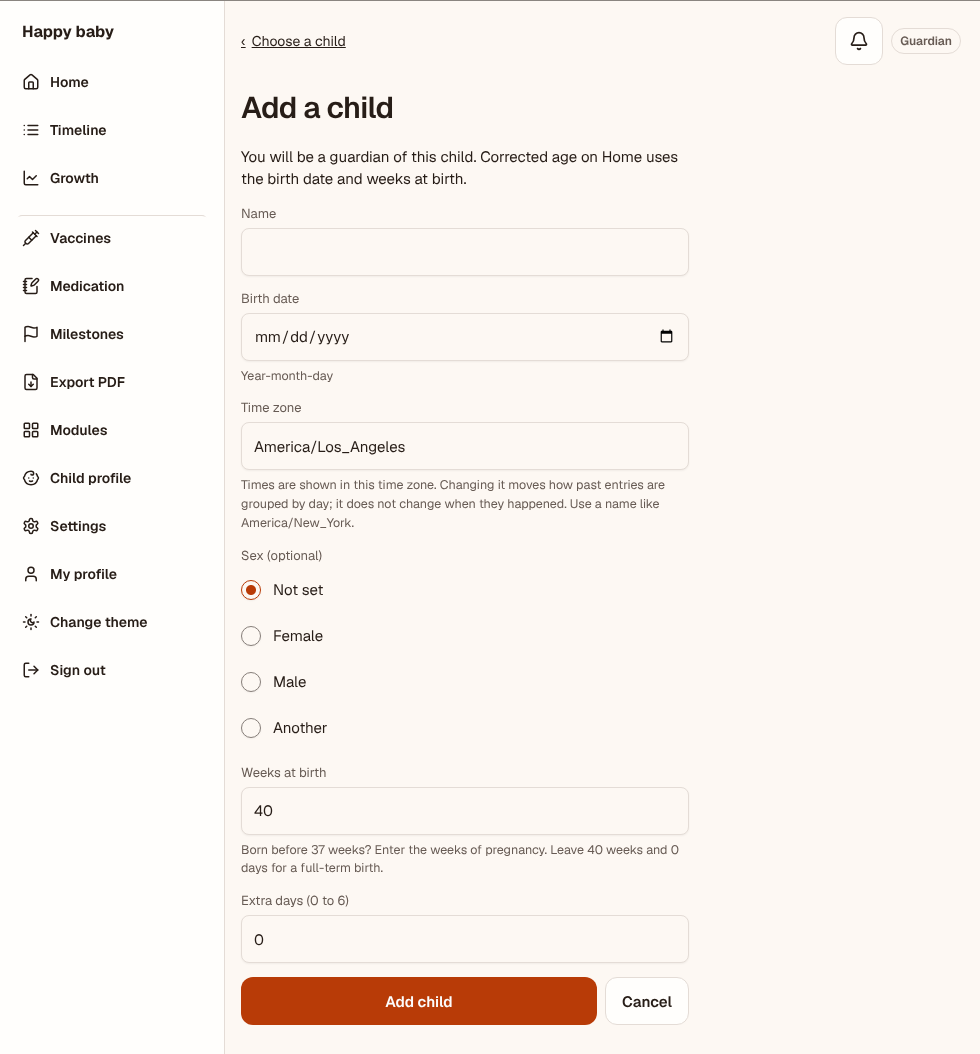 Happy baby
Home
Timeline
Growth
Vaccines
Medication
Milestones
Export PDF
Modules
Child profile
Settings
My profile
Change theme
Sign out
‹ Choose a child
Guardian
Add a child
You will be a guardian of this child. Corrected age on Home uses
the birth date and weeks at birth.
Name
Birth date
mm/dd/yyyy
Year-month-day
Time zone
America/Los_Angeles
Times are shown in this time zone. Changing it moves how past entries are
grouped by day; it does not change when they happened. Use a name like
America/New_York.
Sex (optional)
Not set
Female
Male
Another
Weeks at birth
40
Born before 37 weeks? Enter the weeks of pregnancy. Leave 40 weeks and 0
days for a full-term birth.
Extra days (0 to 6)
0
Add child
Cancel